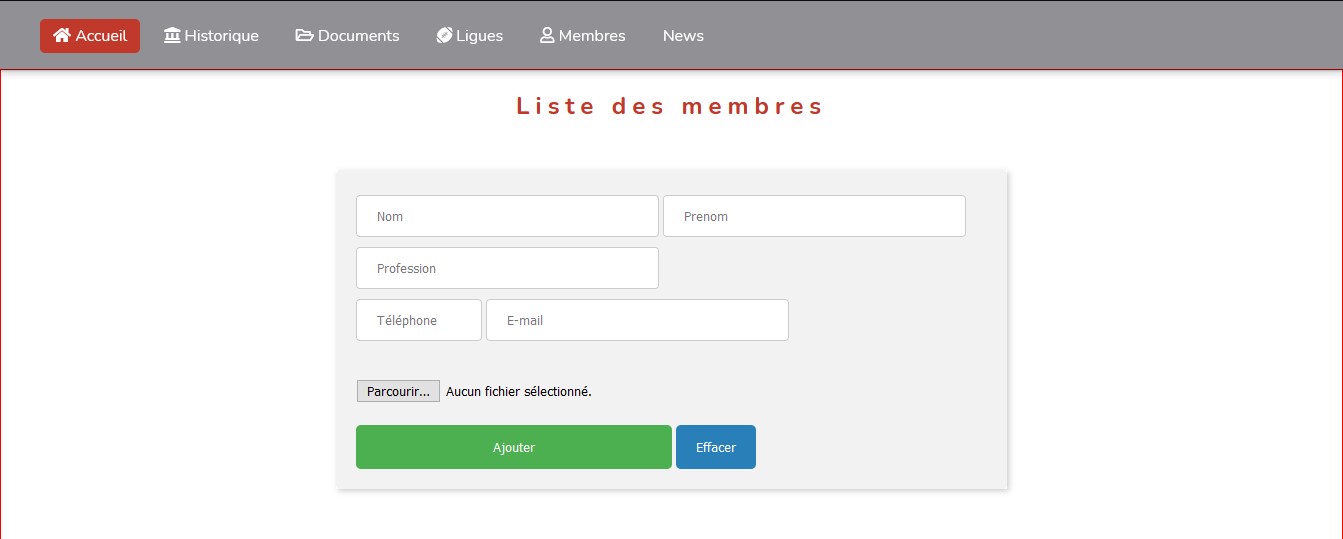 Accueil Historique Documents Ligues Membres News
Liste des membres
Nom Prenom
Profession
Téléphone E-mail
Parcourir... Aucun fichier sélectionné.
Ajouter Effacer